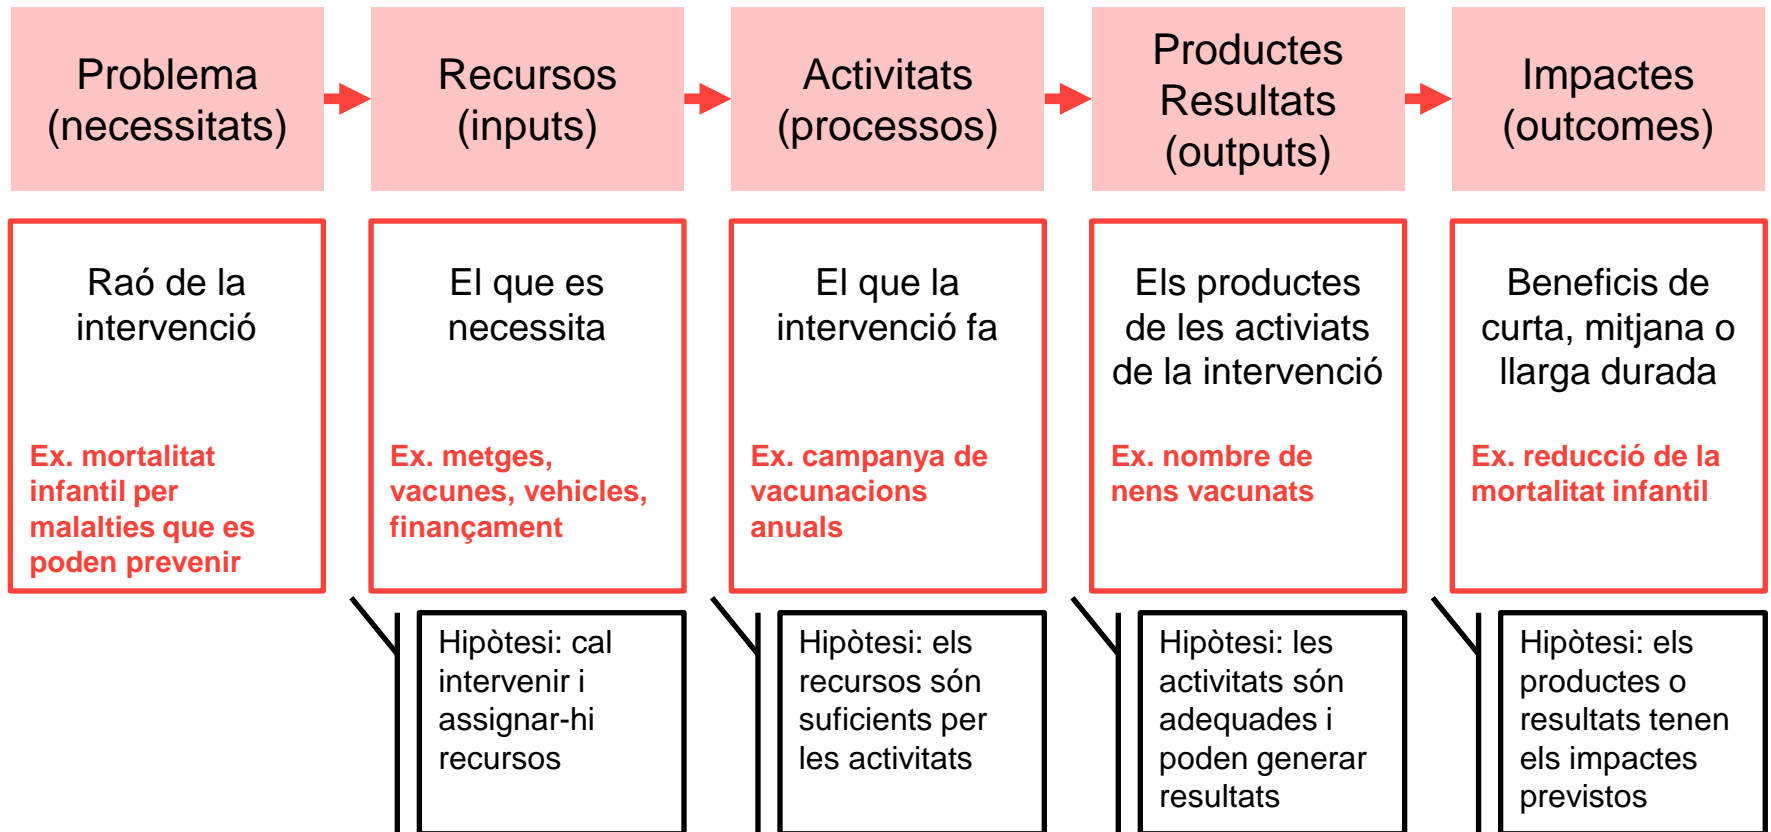 Problema
(necessitats)
Recursos
(inputs)
Activitats
(processos)
Productes
Resultats
(outputs)
Impactes
(outcomes)
Raó de la
intervenció
Ex. mortalitat
infantil per
malalties que es
poden prevenir
El que es
necessita
Ex. metges,
vacunes, vehicles,
finançament
El que la
intervenció fa
Ex. campanya de
vacunacions
anuals
Els productes
de les activiats
de la intervenció
Ex. nombre de
nens vacunats
Beneficis de
curta, mitjana o
llarga durada
Ex. reducció de la
mortalitat infantil
Hipòtesi: cal
intervenir i
assignar-hi
recursos
Hipòtesi: els
recursos són
suficients per
les activitats
Hipòtesi: les
activitats són
adequades i
poden generar
resultats
Hipòtesi: els
productes o
resultats tenen
els impactes
previstos